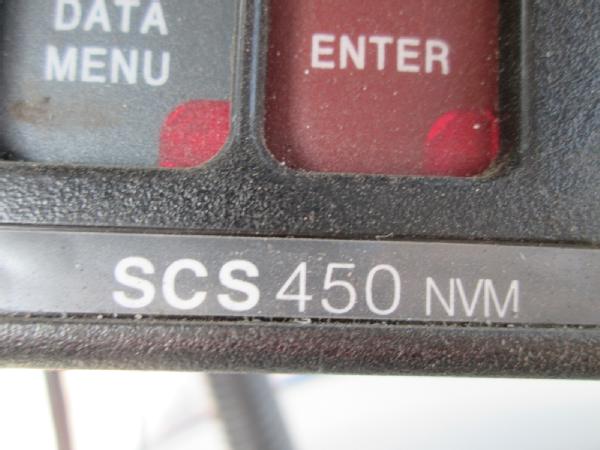 DATA
MENU
ENTER
SCS 450 NVM